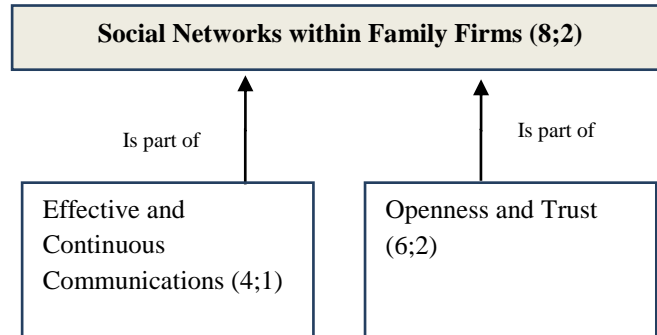 Social Networks within Family Firms (8;2)
Is part of
Is part of
Effective and
Continuous
Communications (4;1)
Openness and Trust
(6;2)